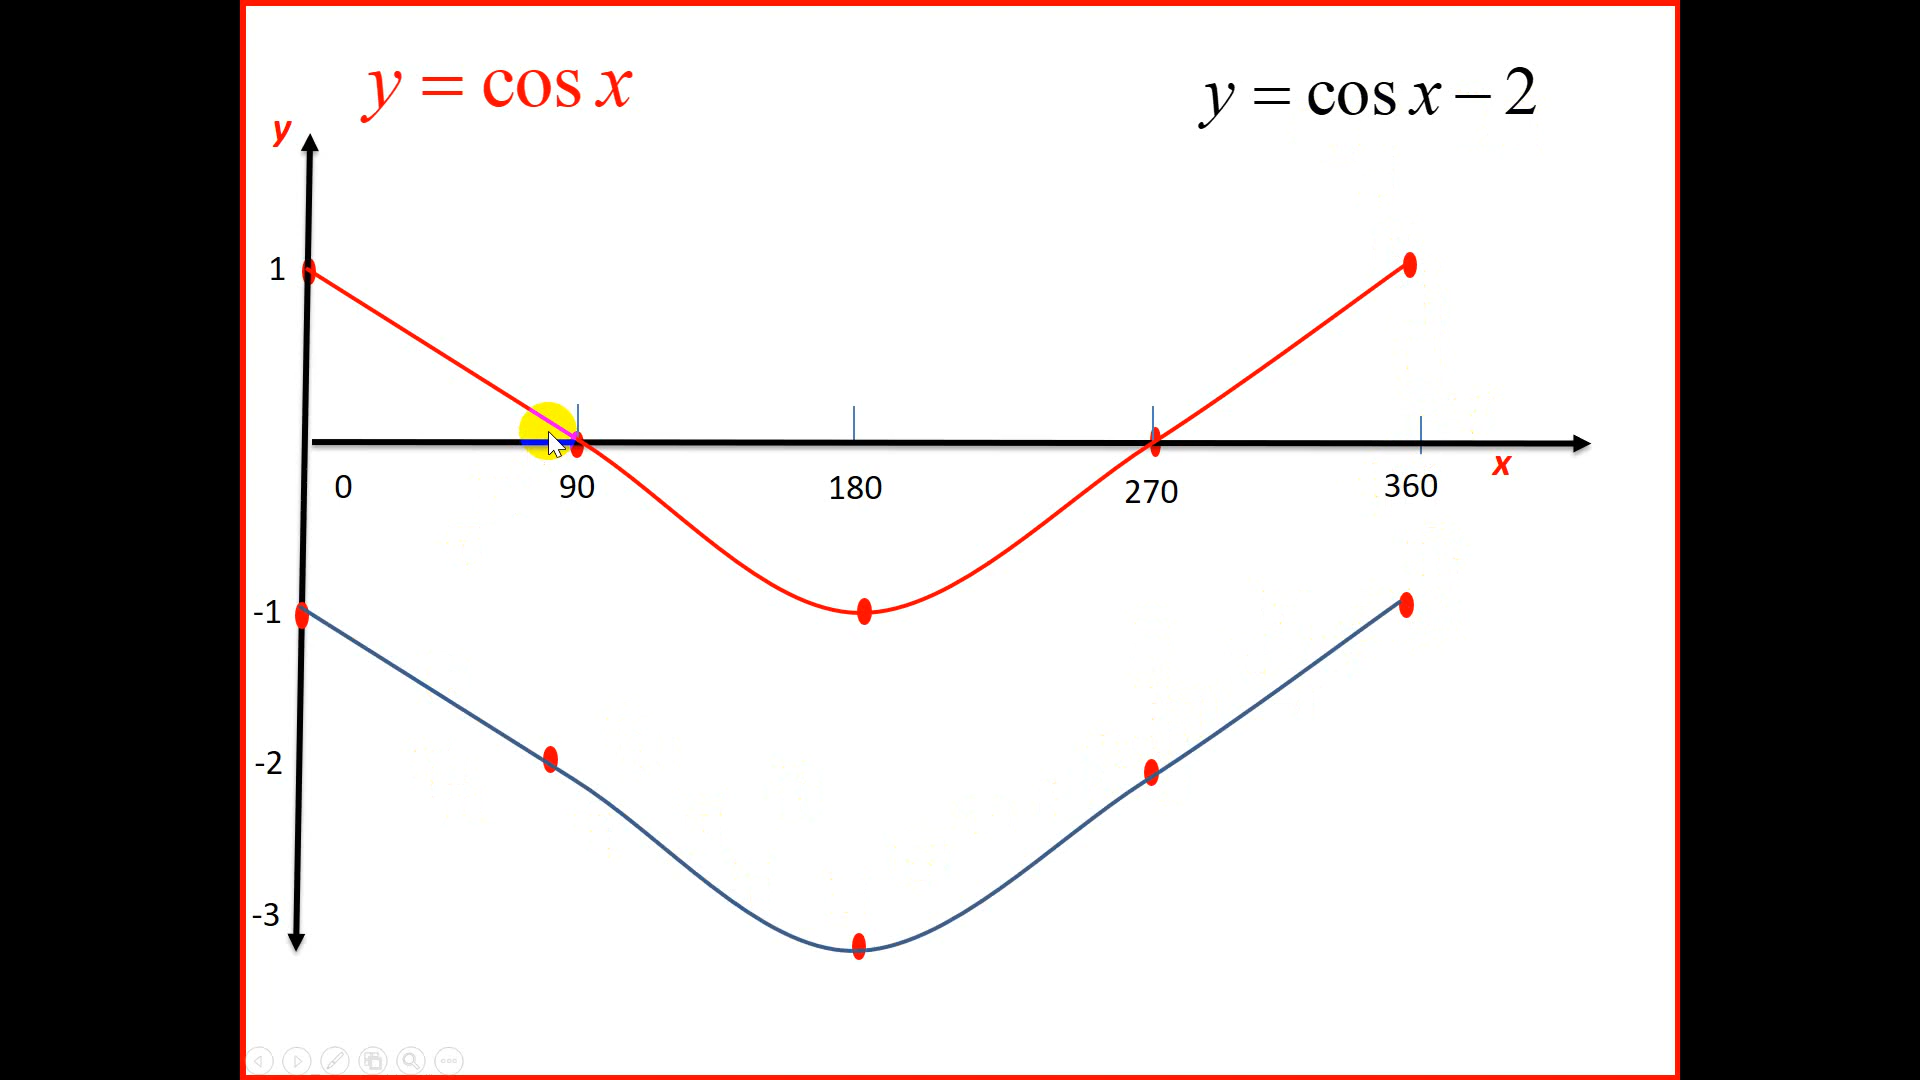 y = cos x
y = cos x − 2
y
1
0
90
180
270
360
x
-1
-2
-3